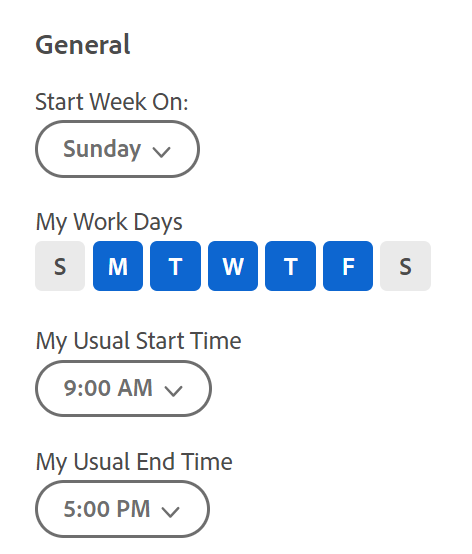 General
Start Week On:
Sunday
My Work Days
S M T W T F S
My Usual Start Time
9:00 AM
My Usual End Time
5:00 PM